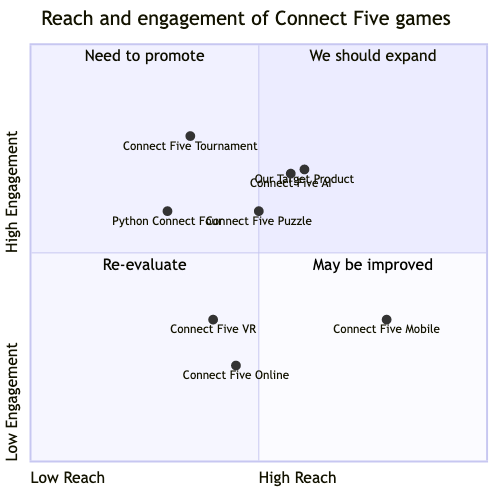 Reach and engagement of Connect Five games
Need to promote
We should expand
Connect Five Tournament
Our Target Product
Connect Five AI
Python Connect Four
Connect Five Puzzle
High Engagement
Re-evaluate
May be improved
Connect Five VR
Connect Five Mobile
Connect Five Online
Low Engagement
Low Reach
High Reach